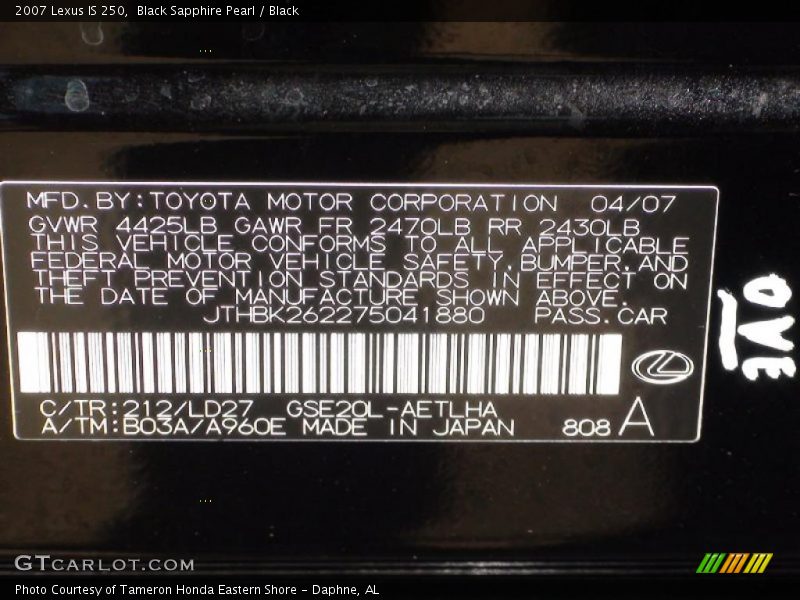 2007 Lexus IS 250, Black Sapphire Pearl / Black
MFD. BY: TOYOTA MOTOR CORPORATION 04/07
GVWR 4425LB GAWR FR 2470LB RR 2430LB
THIS VEHICLE CONFORMS TO ALL APPLICABLE
FEDERAL MOTOR VEHICLE SAFETY, BUMPER, AND
THEFT PREVENTION STANDARDS IN EFFECT ON
THE DATE OF MANUFACTURE SHOWN ABOVE.
JTHBK262275041880 PASS. CAR
C/TR:212/LD27 GSE20L-AETLHA
A/TM:B03A/A960E MADE IN JAPAN 808 A
GTCARLOT.COM
Photo Courtesy of Tameron Honda Eastern Shore - Daphne, AL